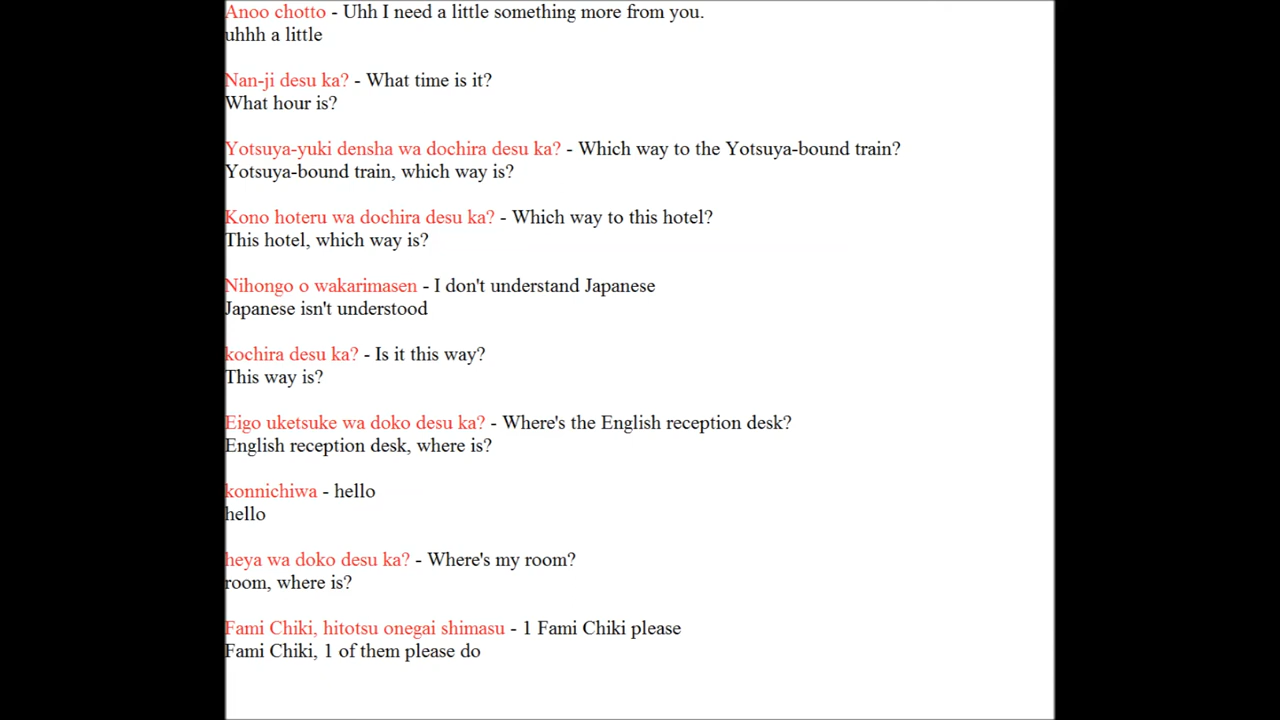 Anoo chotto - Uhh I need a little something more from you.
uhhh a little
Nan-ji desu ka? - What time is it?
What hour is?
Yotsuya-yuki densha wa dochira desu ka? - Which way to the Yotsuya-bound train?
Yotsuya-bound train, which way is?
Kono hoteru wa dochira desu ka? - Which way to this hotel?
This hotel, which way is?
Nihongo o wakarimasen - I don't understand Japanese
Japanese isn't understood
kochira desu ka? - Is it this way?
This way is?
Eigo uketsuke wa doko desu ka? - Where's the English reception desk?
English reception desk, where is?
konnichiwa - hello
hello
heya wa doko desu ka? - Where's my room?
room, where is?
Fami Chiki, hitotsu onegai shimasu - 1 Fami Chiki please
Fami Chiki, 1 of them please do